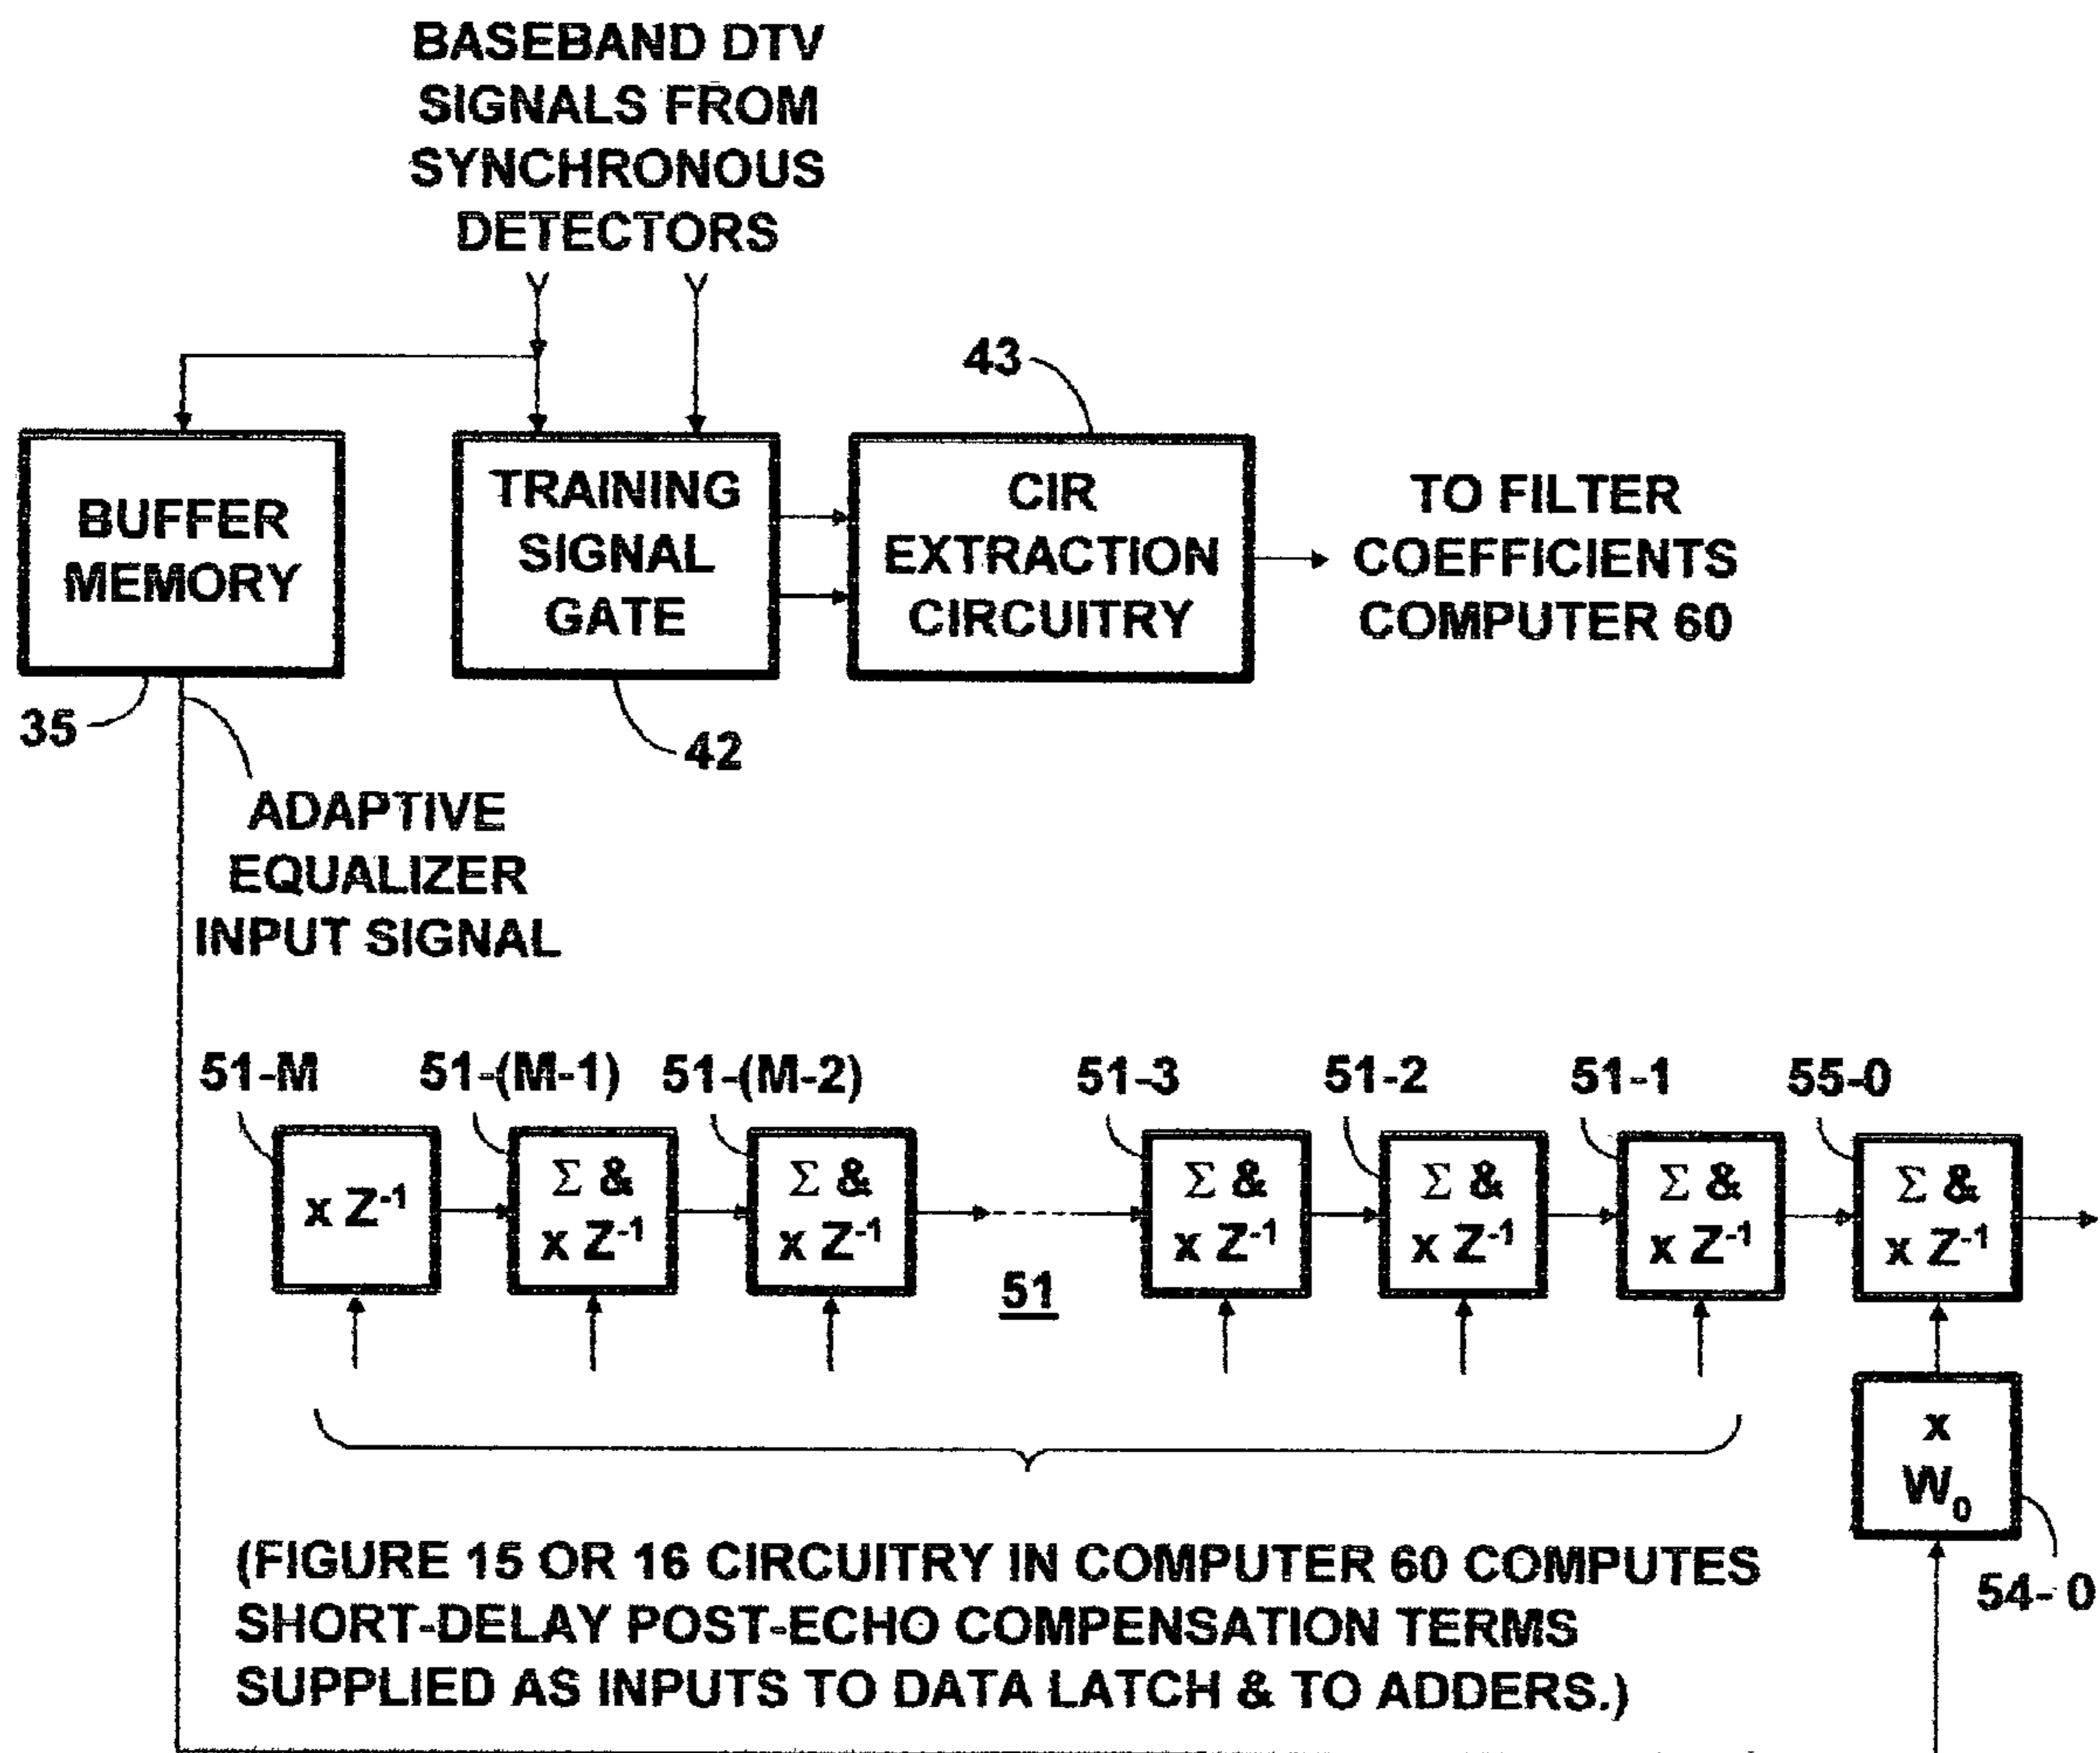 BASEBAND DTV
SIGNALS FROM
SYNCHRONOUS
DETECTORS
43
BUFFER
MEMORY
TRAINING
SIGNAL
GATE
CIR
EXTRACTION
CIRCUITRY
TO FILTER
COEFFICIENTS
COMPUTER 60
35
42
ADAPTIVE
EQUALIZER
INPUT SIGNAL
51-M
51-(M-1)
51-(M-2)
51-3
51-2
51-1
55-0
x Z⁻¹
Σ &
x Z⁻¹
Σ &
x Z⁻¹
Σ &
x Z⁻¹
Σ &
x Z⁻¹
Σ &
x Z⁻¹
Σ &
x Z⁻¹
51
x
W₀
54-0
(FIGURE 15 OR 16 CIRCUITRY IN COMPUTER 60 COMPUTES
SHORT-DELAY POST-ECHO COMPENSATION TERMS
SUPPLIED AS INPUTS TO DATA LATCH & TO ADDERS.)